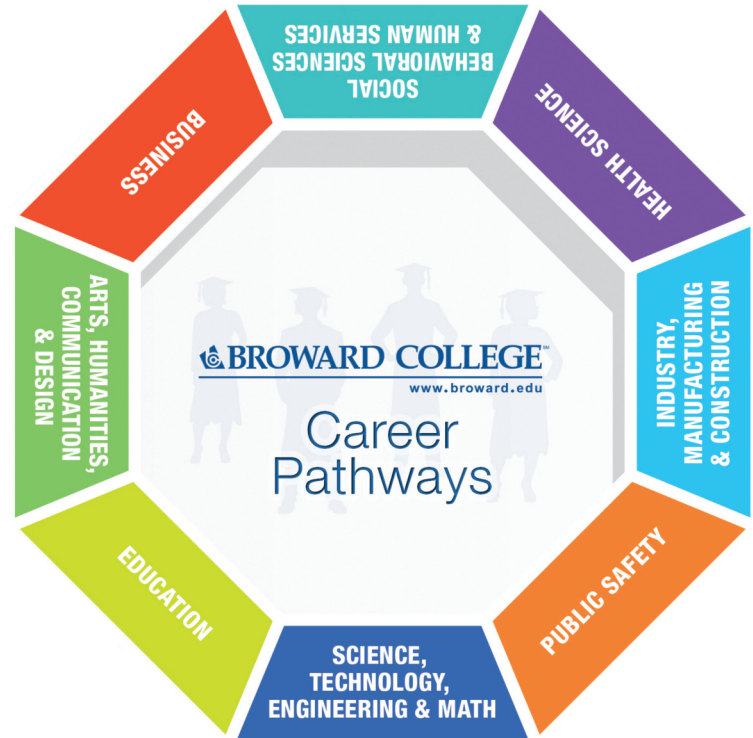 SOCIAL
BEHAVIORAL SCIENCES
& HUMAN SERVICES
HEALTH SCIENCE
INDUSTRY,
MANUFACTURING
& CONSTRUCTION
PUBLIC SAFETY
SCIENCE,
TECHNOLOGY,
ENGINEERING & MATH
EDUCATION
ARTS, HUMANITIES,
COMMUNICATION
& DESIGN
BUSINESS
BROWARD COLLEGE℠
www.broward.edu
Career
Pathways